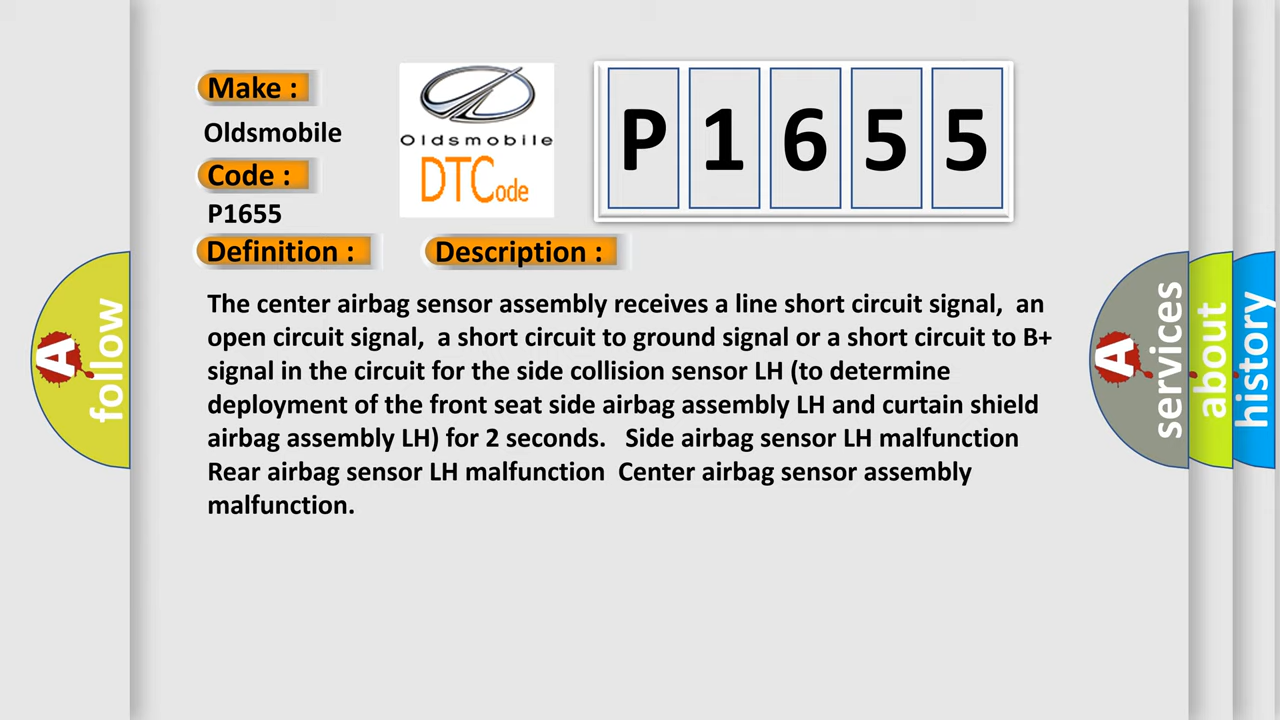 Make :
Oldsmobile
Code :
P1655
Oldsmobile
DTCode
P1655
Definition :
Description :
The center airbag sensor assembly receives a line short circuit signal, an
open circuit signal, a short circuit to ground signal or a short circuit to B+
signal in the circuit for the side collision sensor LH (to determine
deployment of the front seat side airbag assembly LH and curtain shield
airbag assembly LH) for 2 seconds. Side airbag sensor LH malfunction
Rear airbag sensor LH malfunction Center airbag sensor assembly
malfunction.
A follow
A services
about
history